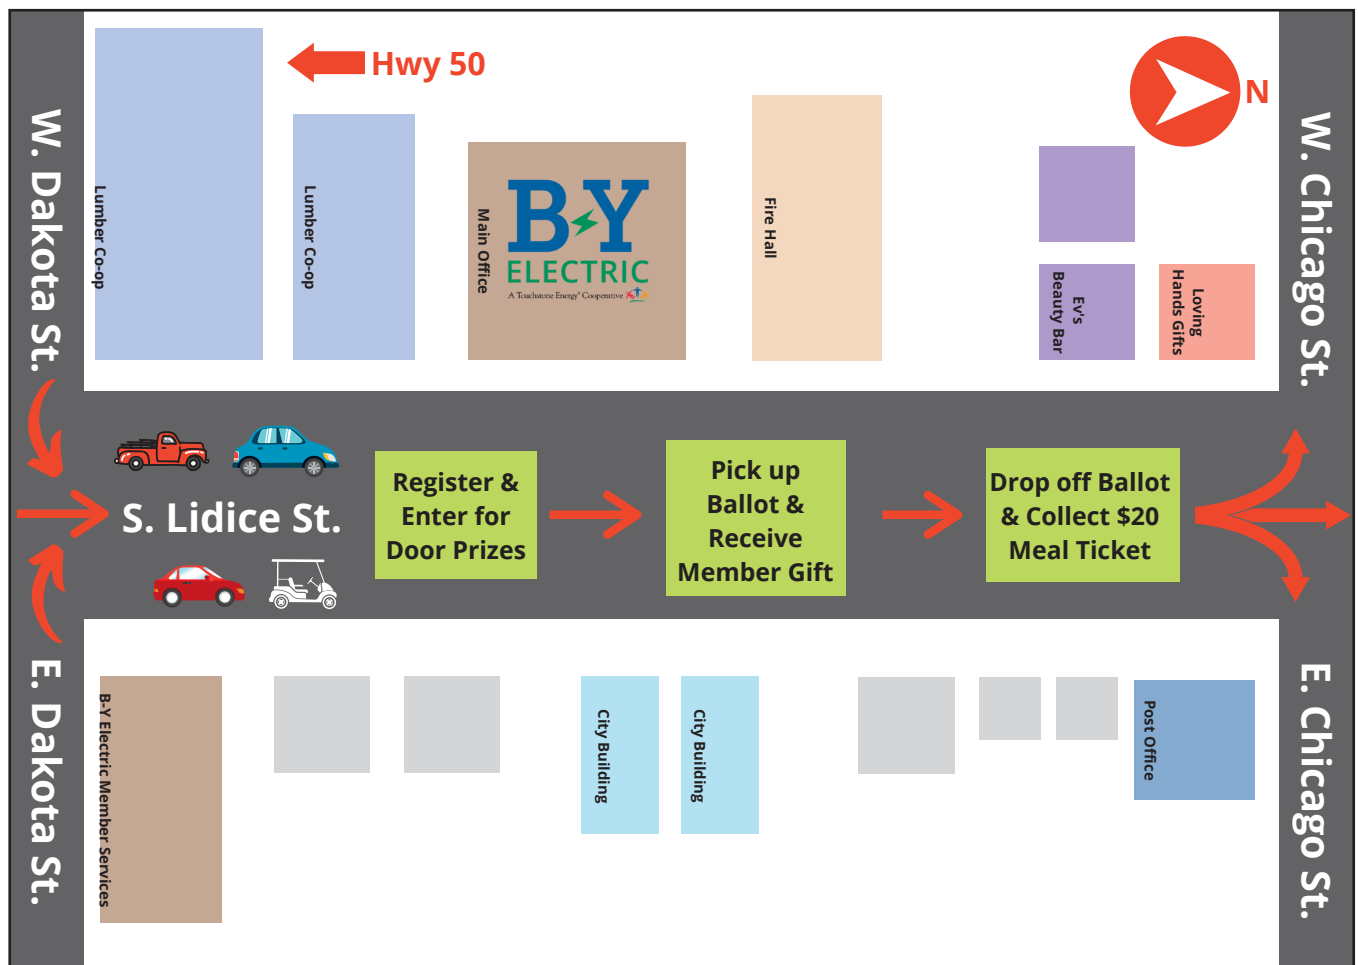 Hwy 50
N
W. Dakota St.
W. Chicago St.
Lumber Co-op
Lumber Co-op
Main Office
B Y
ELECTRIC
A Touchstone Energy® Cooperative
Fire Hall
Ev's
Beauty Bar
Loving
Hands Gifts
S. Lidice St.
Register &
Enter for
Door Prizes
Pick up
Ballot &
Receive
Member Gift
Drop off Ballot
& Collect $20
Meal Ticket
E. Dakota St.
E. Chicago St.
B-Y Electric Member Services
City Building
City Building
Post Office